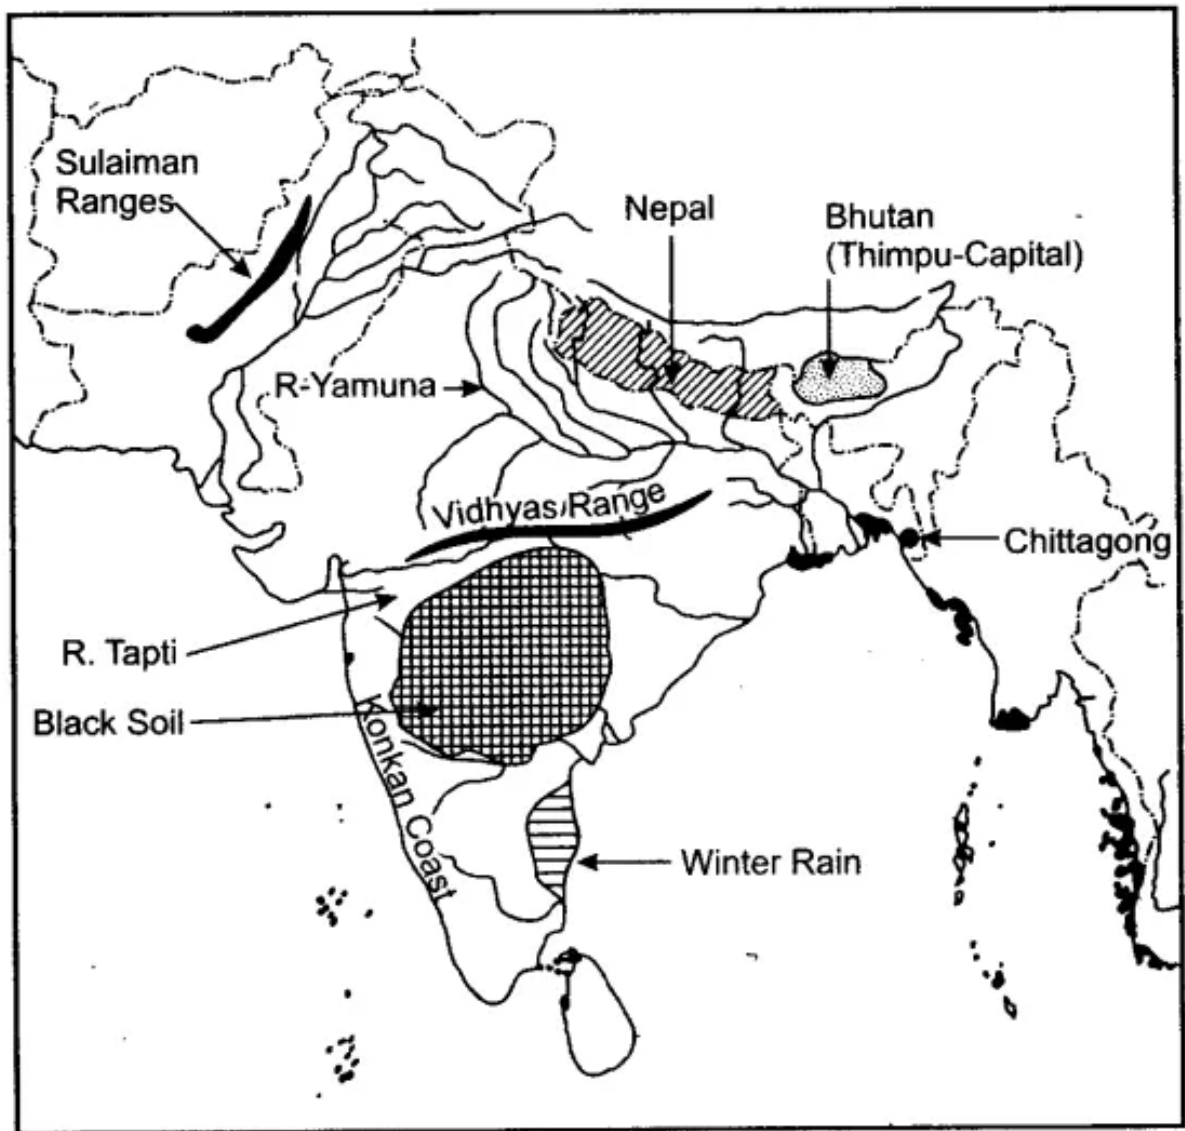 Sulaiman
Ranges
Nepal
Bhutan
(Thimpu-Capital)
R-Yamuna
Vidhyas Range
Chittagong
R. Tapti
Black Soil
Konkan Coast
Winter Rain